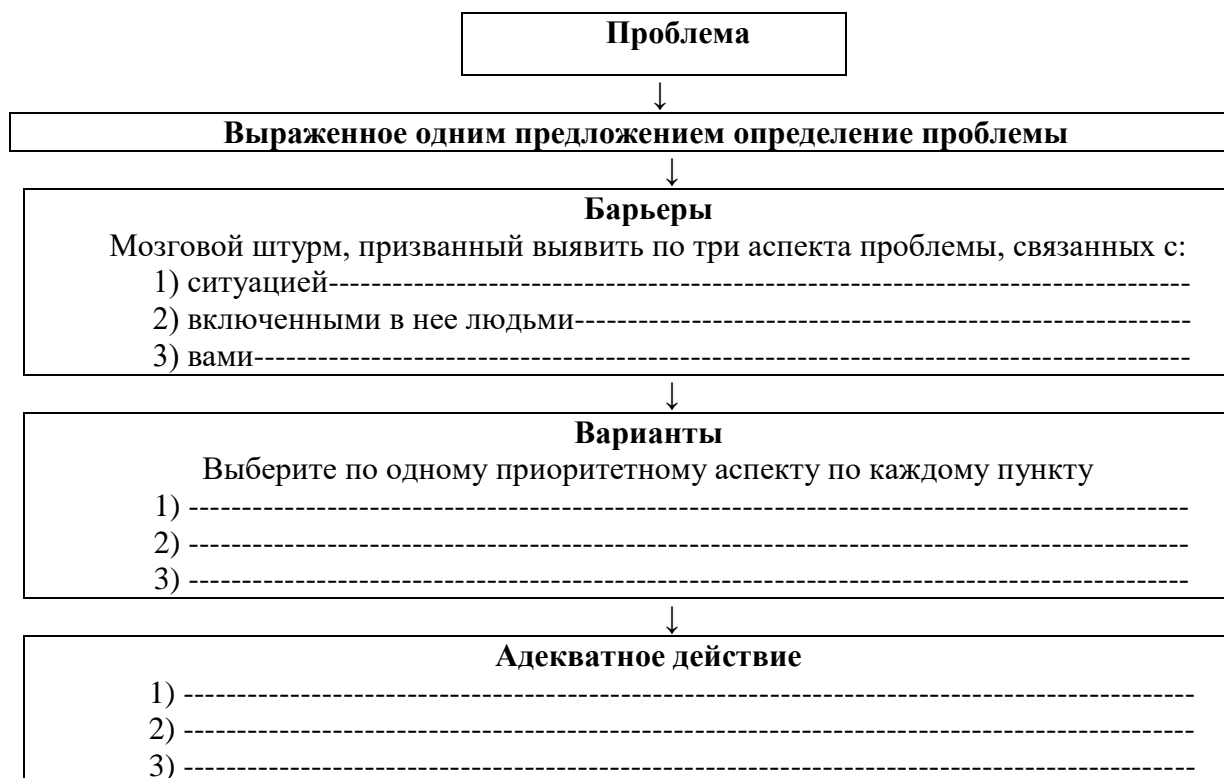 Проблема
↓
Выраженное одним предложением определение проблемы
↓
Барьеры
Мозговой штурм, призванный выявить по три аспекта проблемы, связанных с:
1) ситуацией---------------------------------------------------------------------------------
2) включенными в нее людьми----------------------------------------------------------
3) вами----------------------------------------------------------------------------------------
↓
Варианты
Выберите по одному приоритетному аспекту по каждому пункту
1) ----------------------------------------------------------------------------------------------
2) ----------------------------------------------------------------------------------------------
3) ----------------------------------------------------------------------------------------------
↓
Адекватное действие
1) -----------------------------------------------------------------------------------------------
2) -----------------------------------------------------------------------------------------------
3) -----------------------------------------------------------------------------------------------